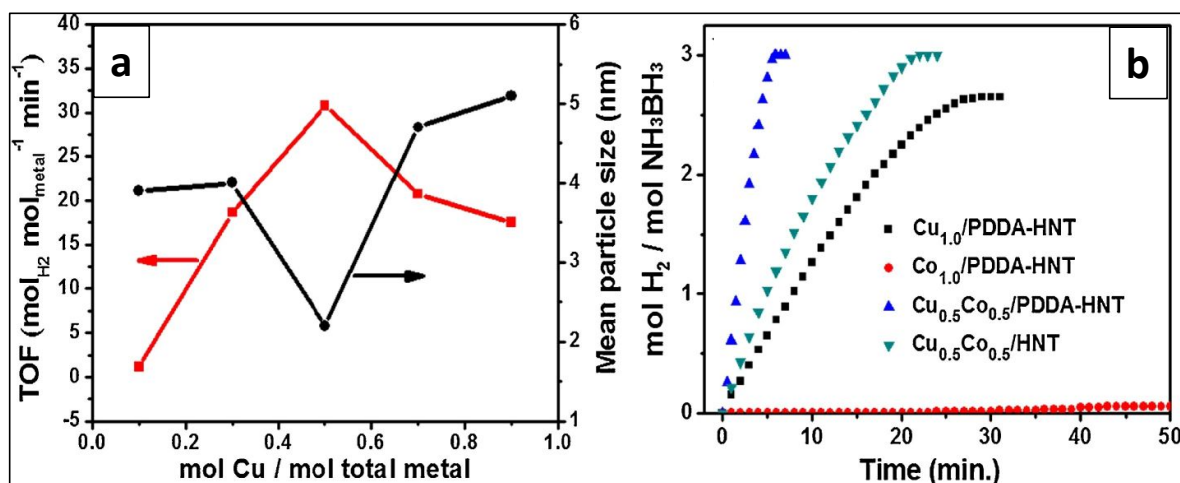 a
TOF (mol_H2 mol_metal^-1 min^-1)
40
35
30
25
20
15
10
5
0
-5
0.0 0.2 0.4 0.6 0.8 1.0
mol Cu / mol total metal
6
5
4
3
2
1
Mean particle size (nm)
b
mol H₂ / mol NH₃BH₃
3
2
1
0
Cu₁.₀/PDDA-HNT
Co₁.₀/PDDA-HNT
Cu₀.₅Co₀.₅/PDDA-HNT
Cu₀.₅Co₀.₅/HNT
0 10 20 30 40 50
Time (min.)